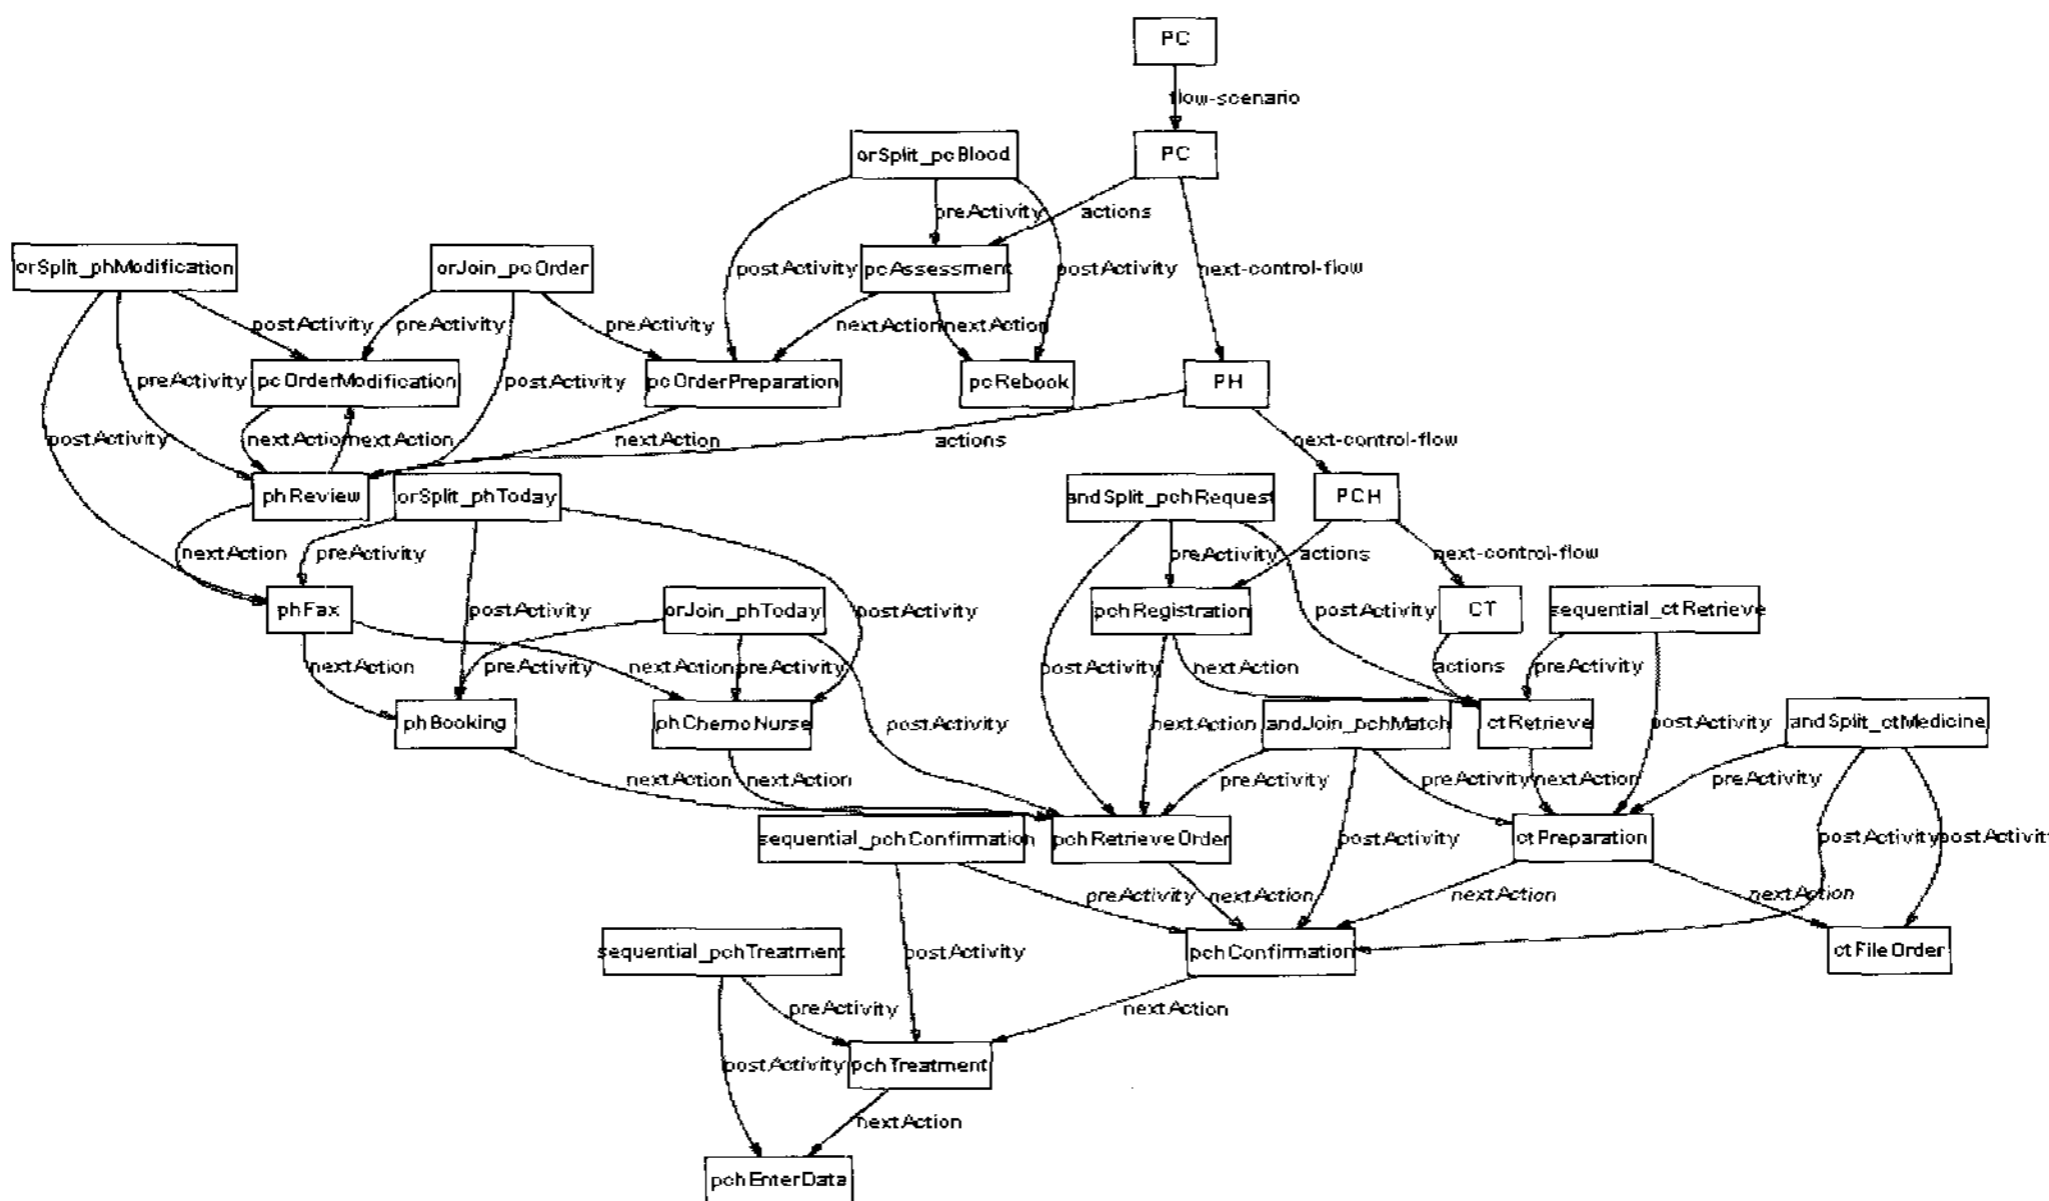 PC
flow-scenario
orSplit_pcBlood
PC
preActivity
actions
orSplit_phModification
orJoin_pcOrder
postActivity
pcAssessment
postActivity
next-control-flow
postActivity
preActivity
preActivity
nextAction
nextAction
preActivity
pcOrderModification
postActivity
pcOrderPreparation
pcRebook
PH
postActivity
nextAction
nextAction
nextAction
actions
next-control-flow
phReview
orSplit_phToday
andSplit_pchRequest
PCH
nextAction
preActivity
preActivity
actions
next-control-flow
phFax
postActivity
orJoin_phToday
postActivity
pchRegistration
postActivity
CT
sequential_ctRetrieve
nextAction
preActivity
nextAction
preActivity
postActivity
nextAction
actions
preActivity
phBooking
phChemoNurse
postActivity
nextAction
andJoin_pchMatch
ctRetrieve
postActivity
andSplit_ctMedicine
nextAction
nextAction
preActivity
preActivity
nextAction
preActivity
sequential_pchConfirmation
pchRetrieveOrder
postActivity
ctPreparation
postActivity
postActivity
preActivity
nextAction
nextAction
nextAction
sequential_pchTreatment
postActivity
pchConfirmation
ctFileOrder
preActivity
nextAction
postActivity
pchTreatment
nextAction
pchEnterData